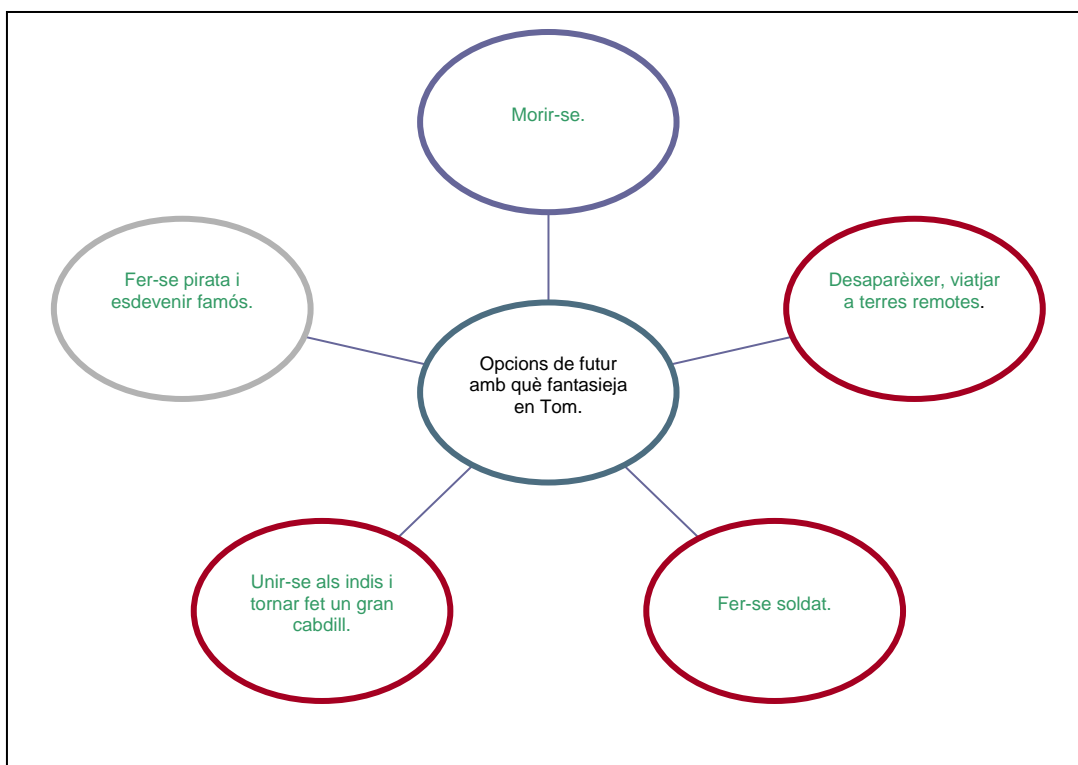 Morir-se.
Fer-se pirata i
esdevenir famós.
Desaparèixer, viatjar
a terres remotes.
Opcions de futur
amb què fantasieja
en Tom.
Unir-se als indis i
tornar fet un gran
cabdill.
Fer-se soldat.